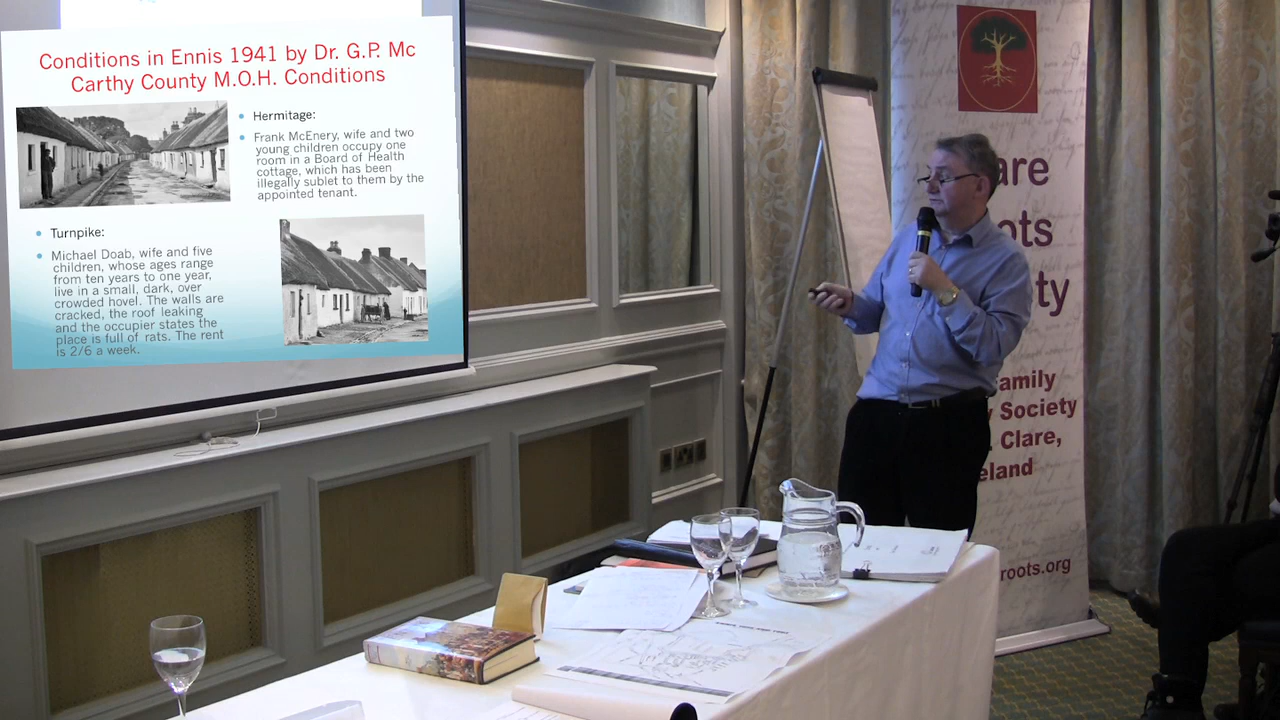 Conditions in Ennis 1941 by Dr. G.P. Mc
Carthy County M.O.H. Conditions
Hermitage:
Frank McEnery, wife and two
young children occupy one
room in a Board of Health
cottage, which has been
illegally sublet to them by the
appointed tenant.
Turnpike:
Michael Doab, wife and five
children, whose ages range
from ten years to one year,
live in a small, dark, over
crowded hovel. The walls are
cracked, the roof leaking
and the occupier states the
place is full of rats. The rent
is 2/6 a week.
are
ots
ty
amily
y Society
Clare,
eland
roots.org